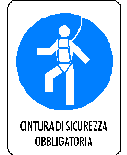 CINTURA DI SICUREZZA
OBBLIGATORIA